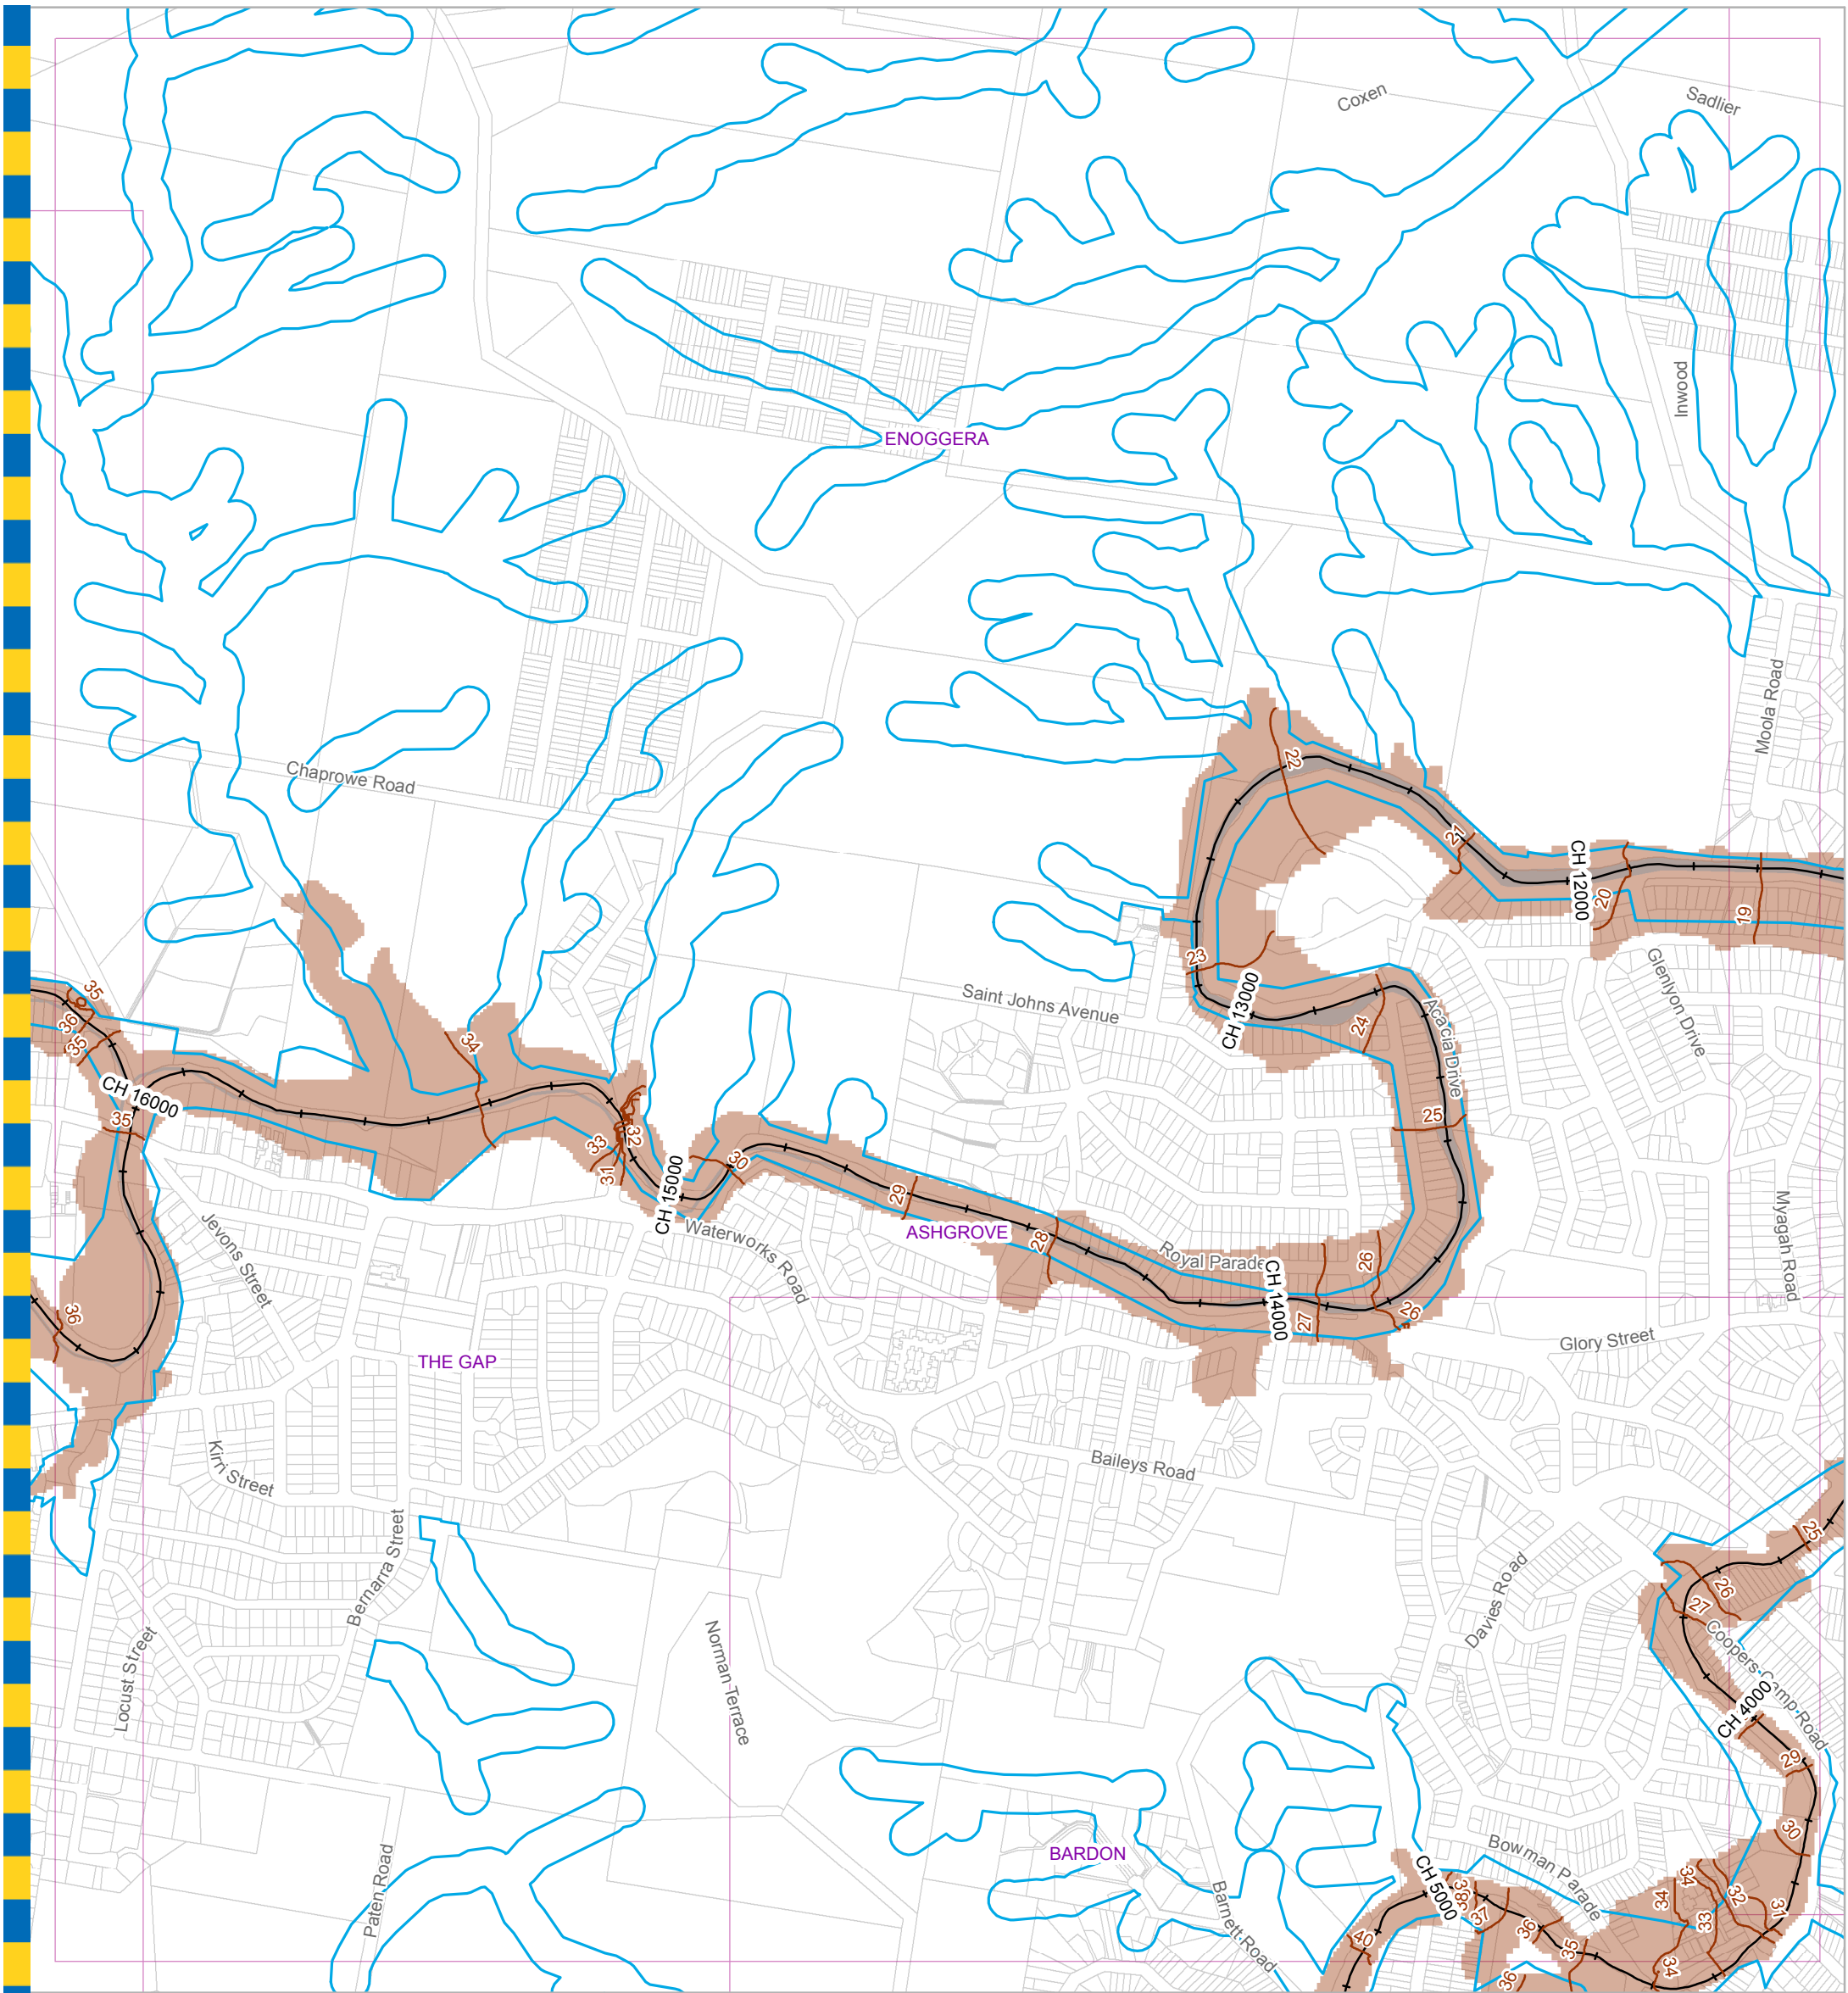 Coxen
Sadlier
Inwood
ENOGGERA
Moola Road
22
Chaprowe Road
21
CH 12000
20
19
23
35
36
35
34
Saint Johns Avenue
CH 13000
24
Acacia Drive
Glenlyon Drive
CH 16000
35
33
32
31
30
CH 15000
25
29
Jevons Street
Waterworks Road
ASHGROVE
28
Royal Parade
CH 14000
26
27
26
Myagah Road
36
THE GAP
Glory Street
Kirri Street
Baileys Road
25
Bernarra Street
Davies Road
26
27
Locust Street
Norman Terrace
Coopers Camp Road
CH 4000
29
30
BARDON
Bowman Parade
Paten Road
Barnett Road
CH 5000
38
38
37
36
35
34
34
33
32
31
40
36
34